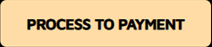 PROCESS TO PAYMENT